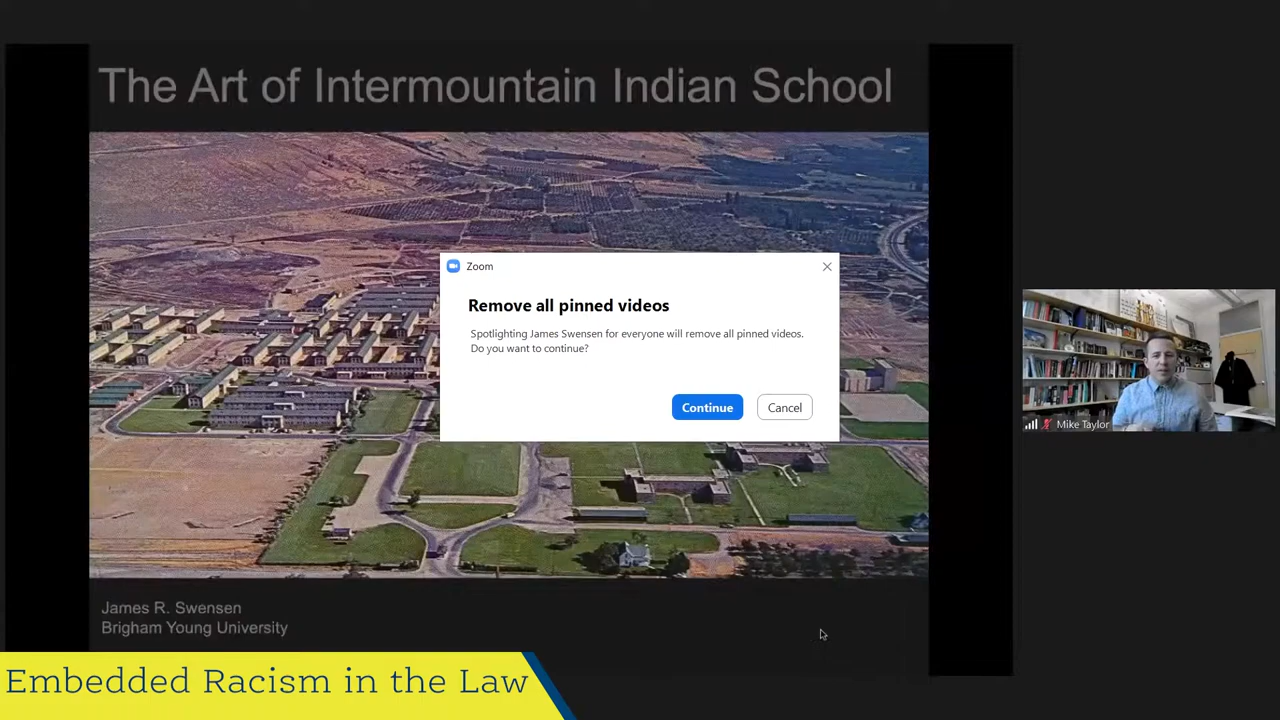 The Art of Intermountain Indian School
Zoom
Remove all pinned videos
Spotlighting James Swensen for everyone will remove all pinned videos.
Do you want to continue?
Continue
Cancel
Mike Taylor
James R. Swensen
Brigham Young University
Embedded Racism in the Law